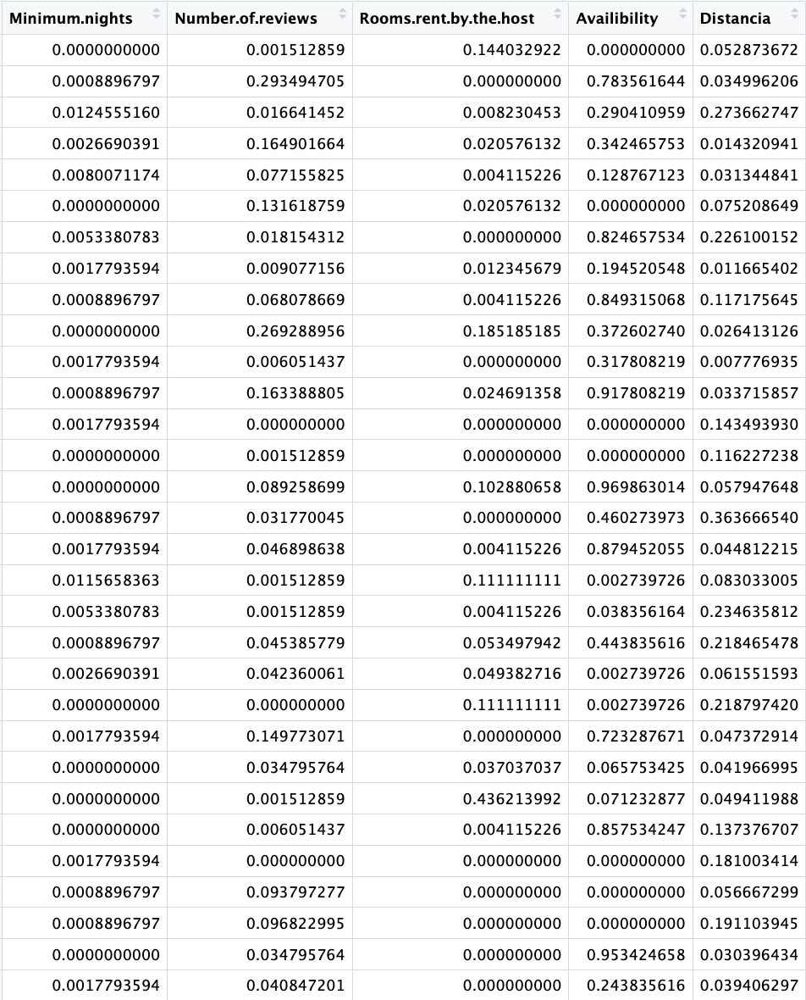 Minimum.nights Number.of.reviews Rooms.rent.by.the.host Availibility Distancia
0.0000000000 0.001512859 0.144032922 0.000000000 0.052873672
0.0008896797 0.293494705 0.000000000 0.783561644 0.034996206
0.0124555160 0.016641452 0.008230453 0.290410959 0.273662747
0.0026690391 0.164901664 0.020576132 0.342465753 0.014320941
0.0080071174 0.077155825 0.004115226 0.128767123 0.031344841
0.0000000000 0.131618759 0.020576132 0.000000000 0.075208649
0.0053380783 0.018154312 0.000000000 0.824657534 0.226100152
0.0017793594 0.009077156 0.012345679 0.194520548 0.011665402
0.0008896797 0.068078669 0.004115226 0.849315068 0.117175645
0.0000000000 0.269288956 0.185185185 0.372602740 0.026413126
0.0017793594 0.006051437 0.000000000 0.317808219 0.007776935
0.0008896797 0.163388805 0.024691358 0.917808219 0.033715857
0.0017793594 0.000000000 0.000000000 0.000000000 0.143493930
0.0000000000 0.001512859 0.000000000 0.000000000 0.116227238
0.0000000000 0.089258699 0.102880658 0.969863014 0.057947648
0.0008896797 0.031770045 0.000000000 0.460273973 0.363666540
0.0017793594 0.046898638 0.004115226 0.879452055 0.044812215
0.0115658363 0.001512859 0.111111111 0.002739726 0.083033005
0.0053380783 0.001512859 0.004115226 0.038356164 0.234635812
0.0008896797 0.045385779 0.053497942 0.443835616 0.218465478
0.0026690391 0.042360061 0.049382716 0.002739726 0.061551593
0.0000000000 0.000000000 0.111111111 0.002739726 0.218797420
0.0017793594 0.149773071 0.000000000 0.723287671 0.047372914
0.0000000000 0.034795764 0.037037037 0.065753425 0.041966995
0.0000000000 0.001512859 0.436213992 0.071232877 0.049411988
0.0000000000 0.006051437 0.004115226 0.857534247 0.137376707
0.0017793594 0.000000000 0.000000000 0.000000000 0.181003414
0.0008896797 0.093797277 0.000000000 0.000000000 0.056667299
0.0008896797 0.096822995 0.000000000 0.000000000 0.191103945
0.0000000000 0.034795764 0.000000000 0.953424658 0.030396434
0.0017793594 0.040847201 0.000000000 0.243835616 0.039406297